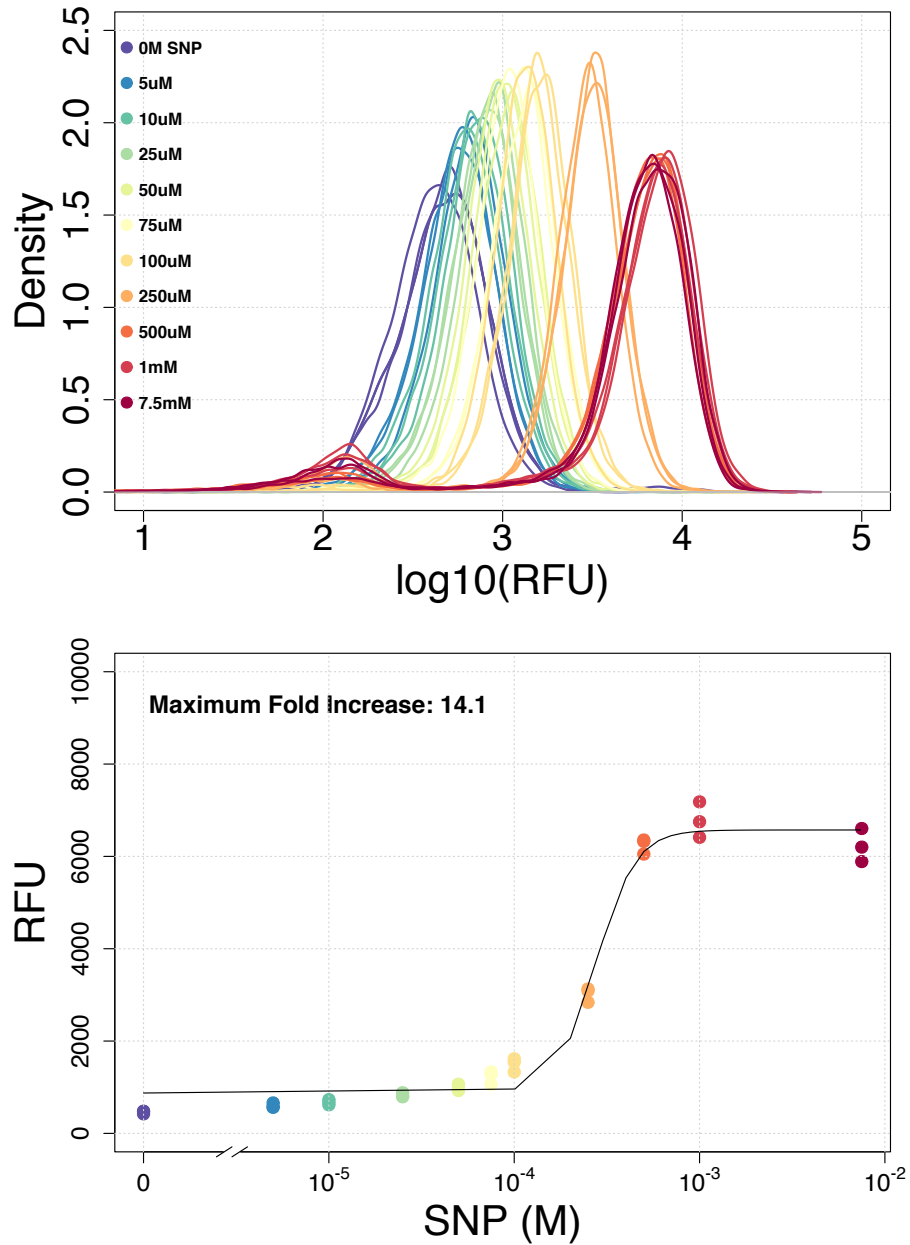 2.5
2.0
1.5
1.0
0.5
0.0
Density
0M SNP
5uM
10uM
25uM
50uM
75uM
100uM
250uM
500uM
1mM
7.5mM
1 2 3 4 5
log10(RFU)
10000
8000
6000
4000
2000
0
RFU
Maximum Fold Increase: 14.1
0 10^-5 10^-4 10^-3 10^-2
SNP (M)